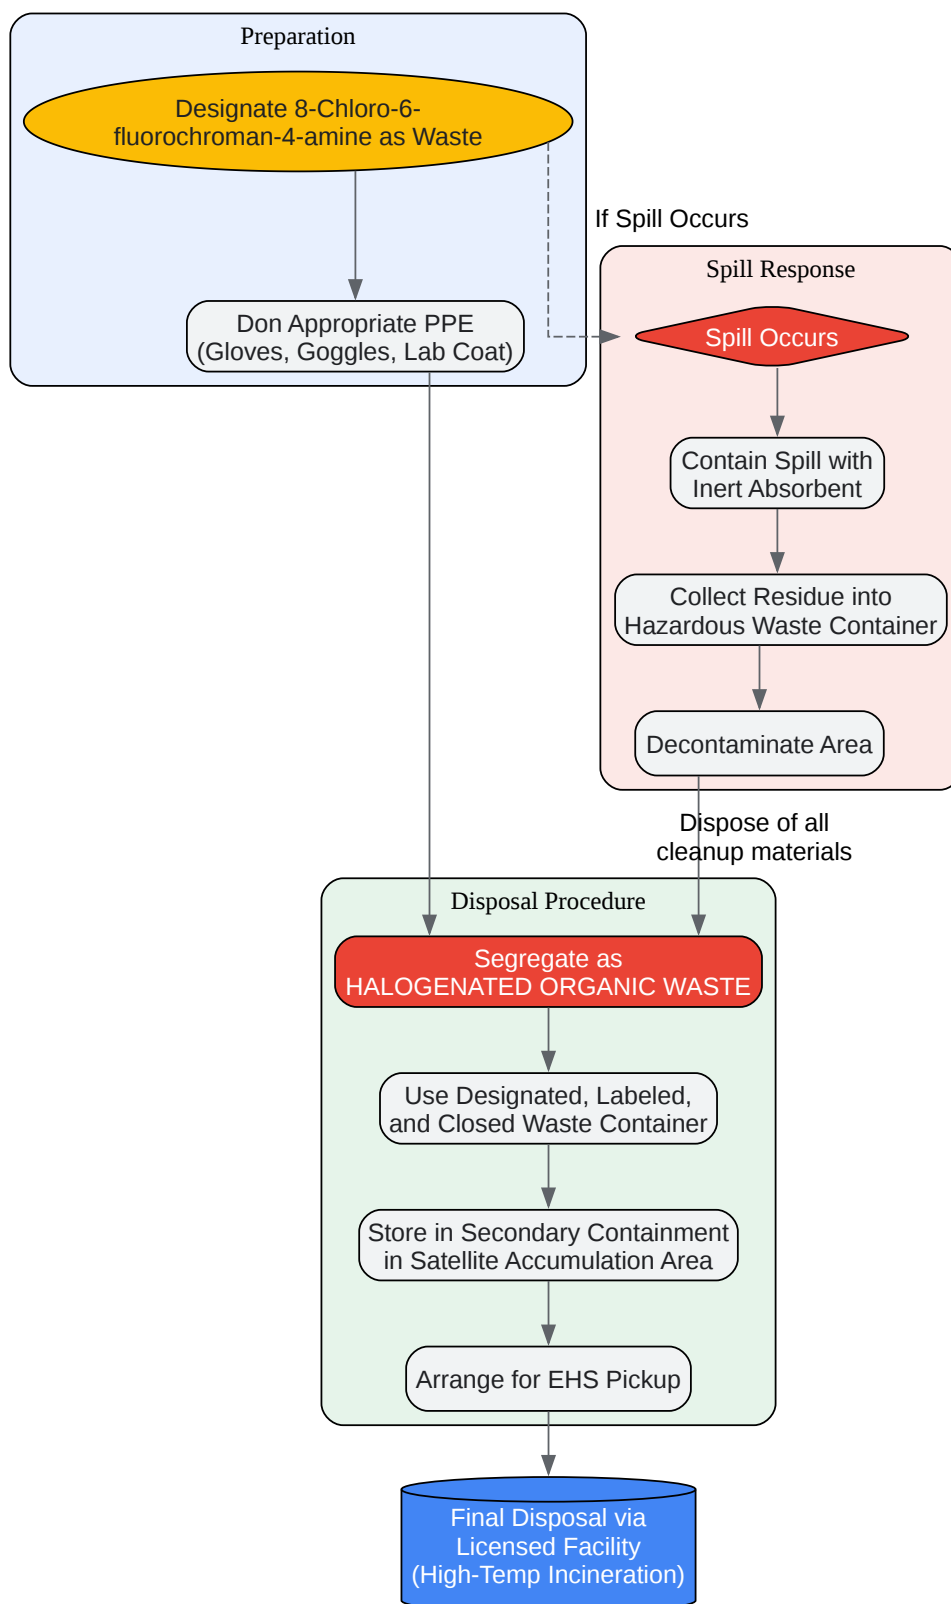 Preparation
Designate 8-Chloro-6-
fluorochroman-4-amine as Waste
Don Appropriate PPE
(Gloves, Goggles, Lab Coat)
If Spill Occurs
Spill Response
Spill Occurs
Contain Spill with
Inert Absorbent
Collect Residue into
Hazardous Waste Container
Decontaminate Area
Dispose of all
cleanup materials
Disposal Procedure
Segregate as
HALOGENATED ORGANIC WASTE
Use Designated, Labeled,
and Closed Waste Container
Store in Secondary Containment
in Satellite Accumulation Area
Arrange for EHS Pickup
Final Disposal via
Licensed Facility
(High-Temp Incineration)